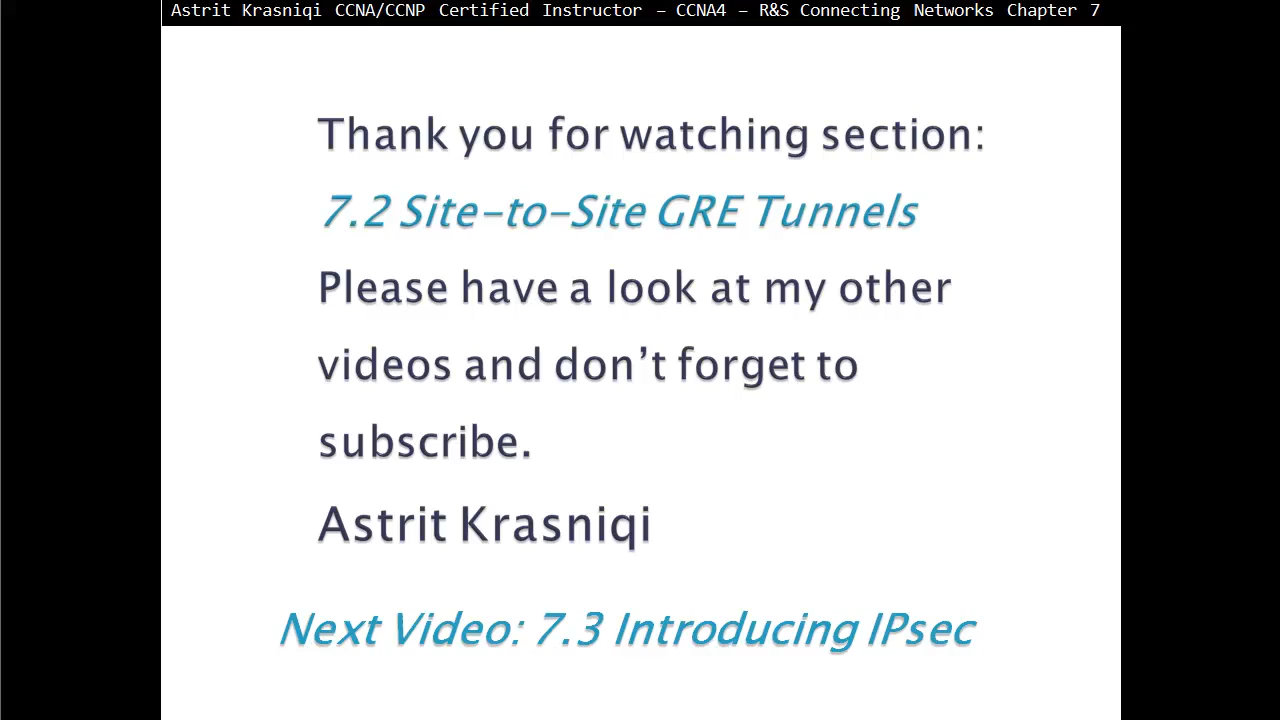 Astrit Krasniqi CCNA/CCNP Certified Instructor – CCNA4 – R&S Connecting Networks Chapter 7
Thank you for watching section:
7.2 Site-to-Site GRE Tunnels
Please have a look at my other
videos and don’t forget to
subscribe.
Astrit Krasniqi
Next Video: 7.3 Introducing IPsec